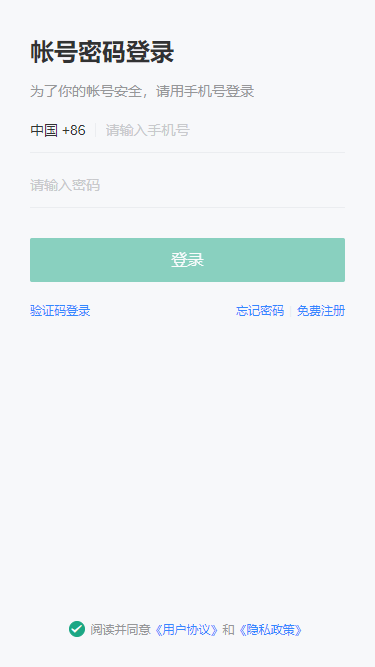 帐号密码登录
为了你的帐号安全，请用手机号登录
中国 +86 请输入手机号
请输入密码
登录
验证码登录 忘记密码 免费注册
阅读并同意《用户协议》和《隐私政策》